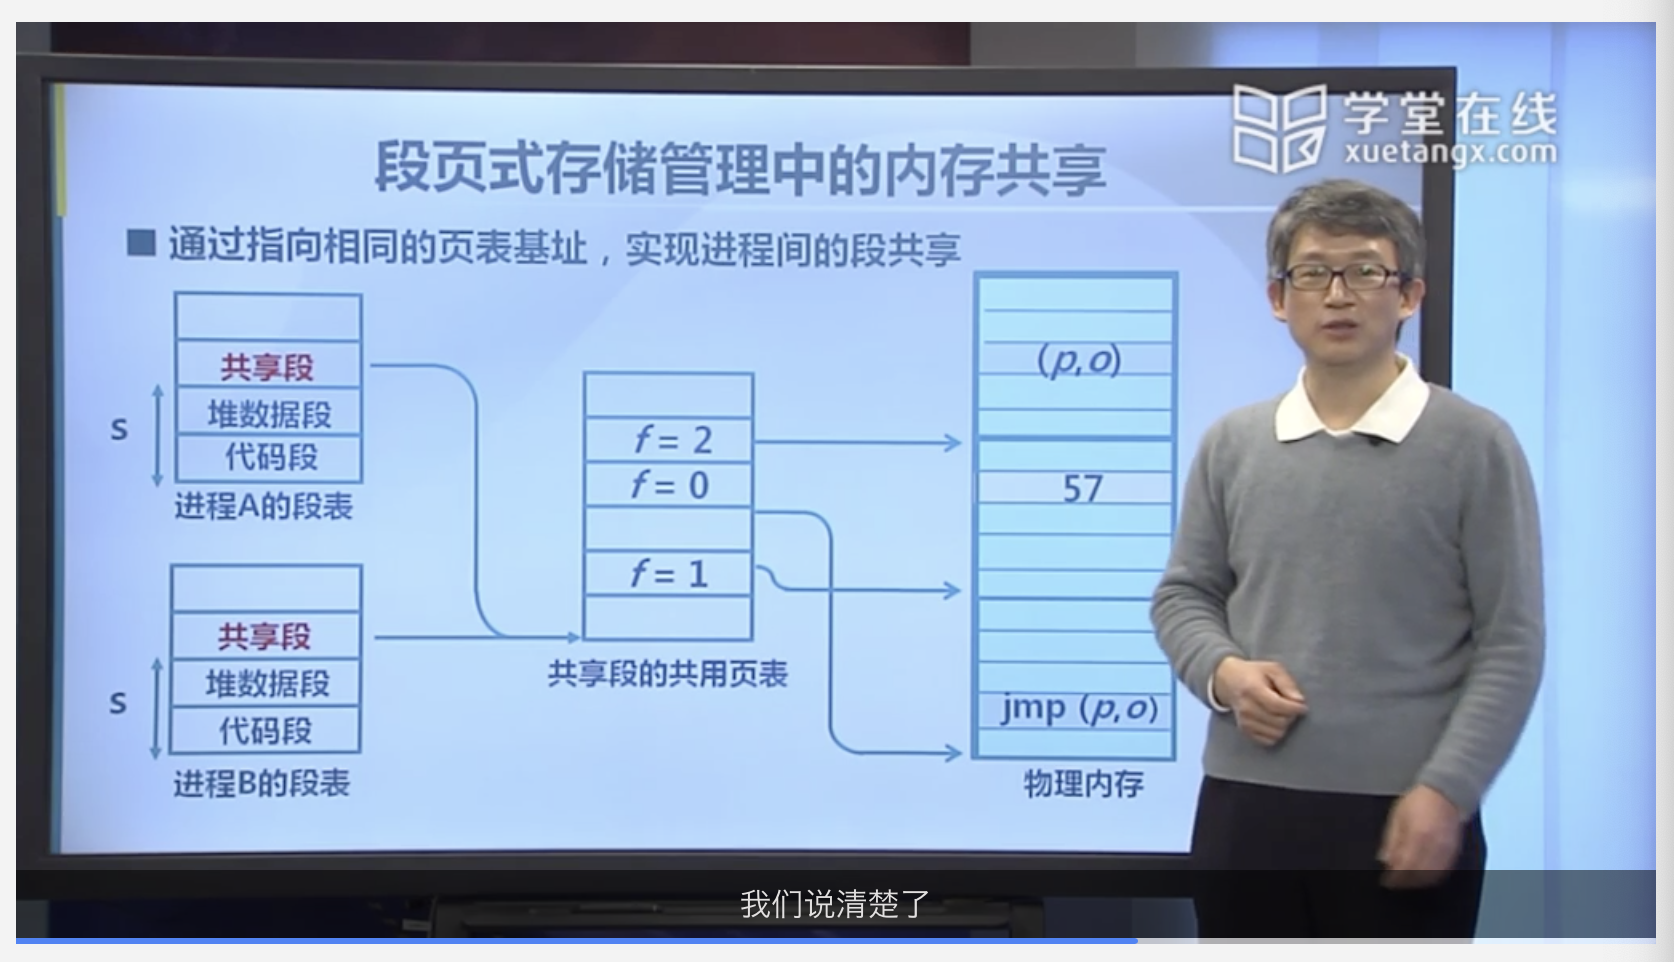 学堂在线
xuetangx.com
段页式存储管理中的内存共享
■ 通过指向相同的页表基址，实现进程间的段共享
共享段
堆数据段
代码段
S
进程A的段表
共享段
堆数据段
代码段
S
进程B的段表
f = 2
f = 0
f = 1
共享段的共用页表
(p,o)
57
jmp (p,o)
物理内存
我们说清楚了